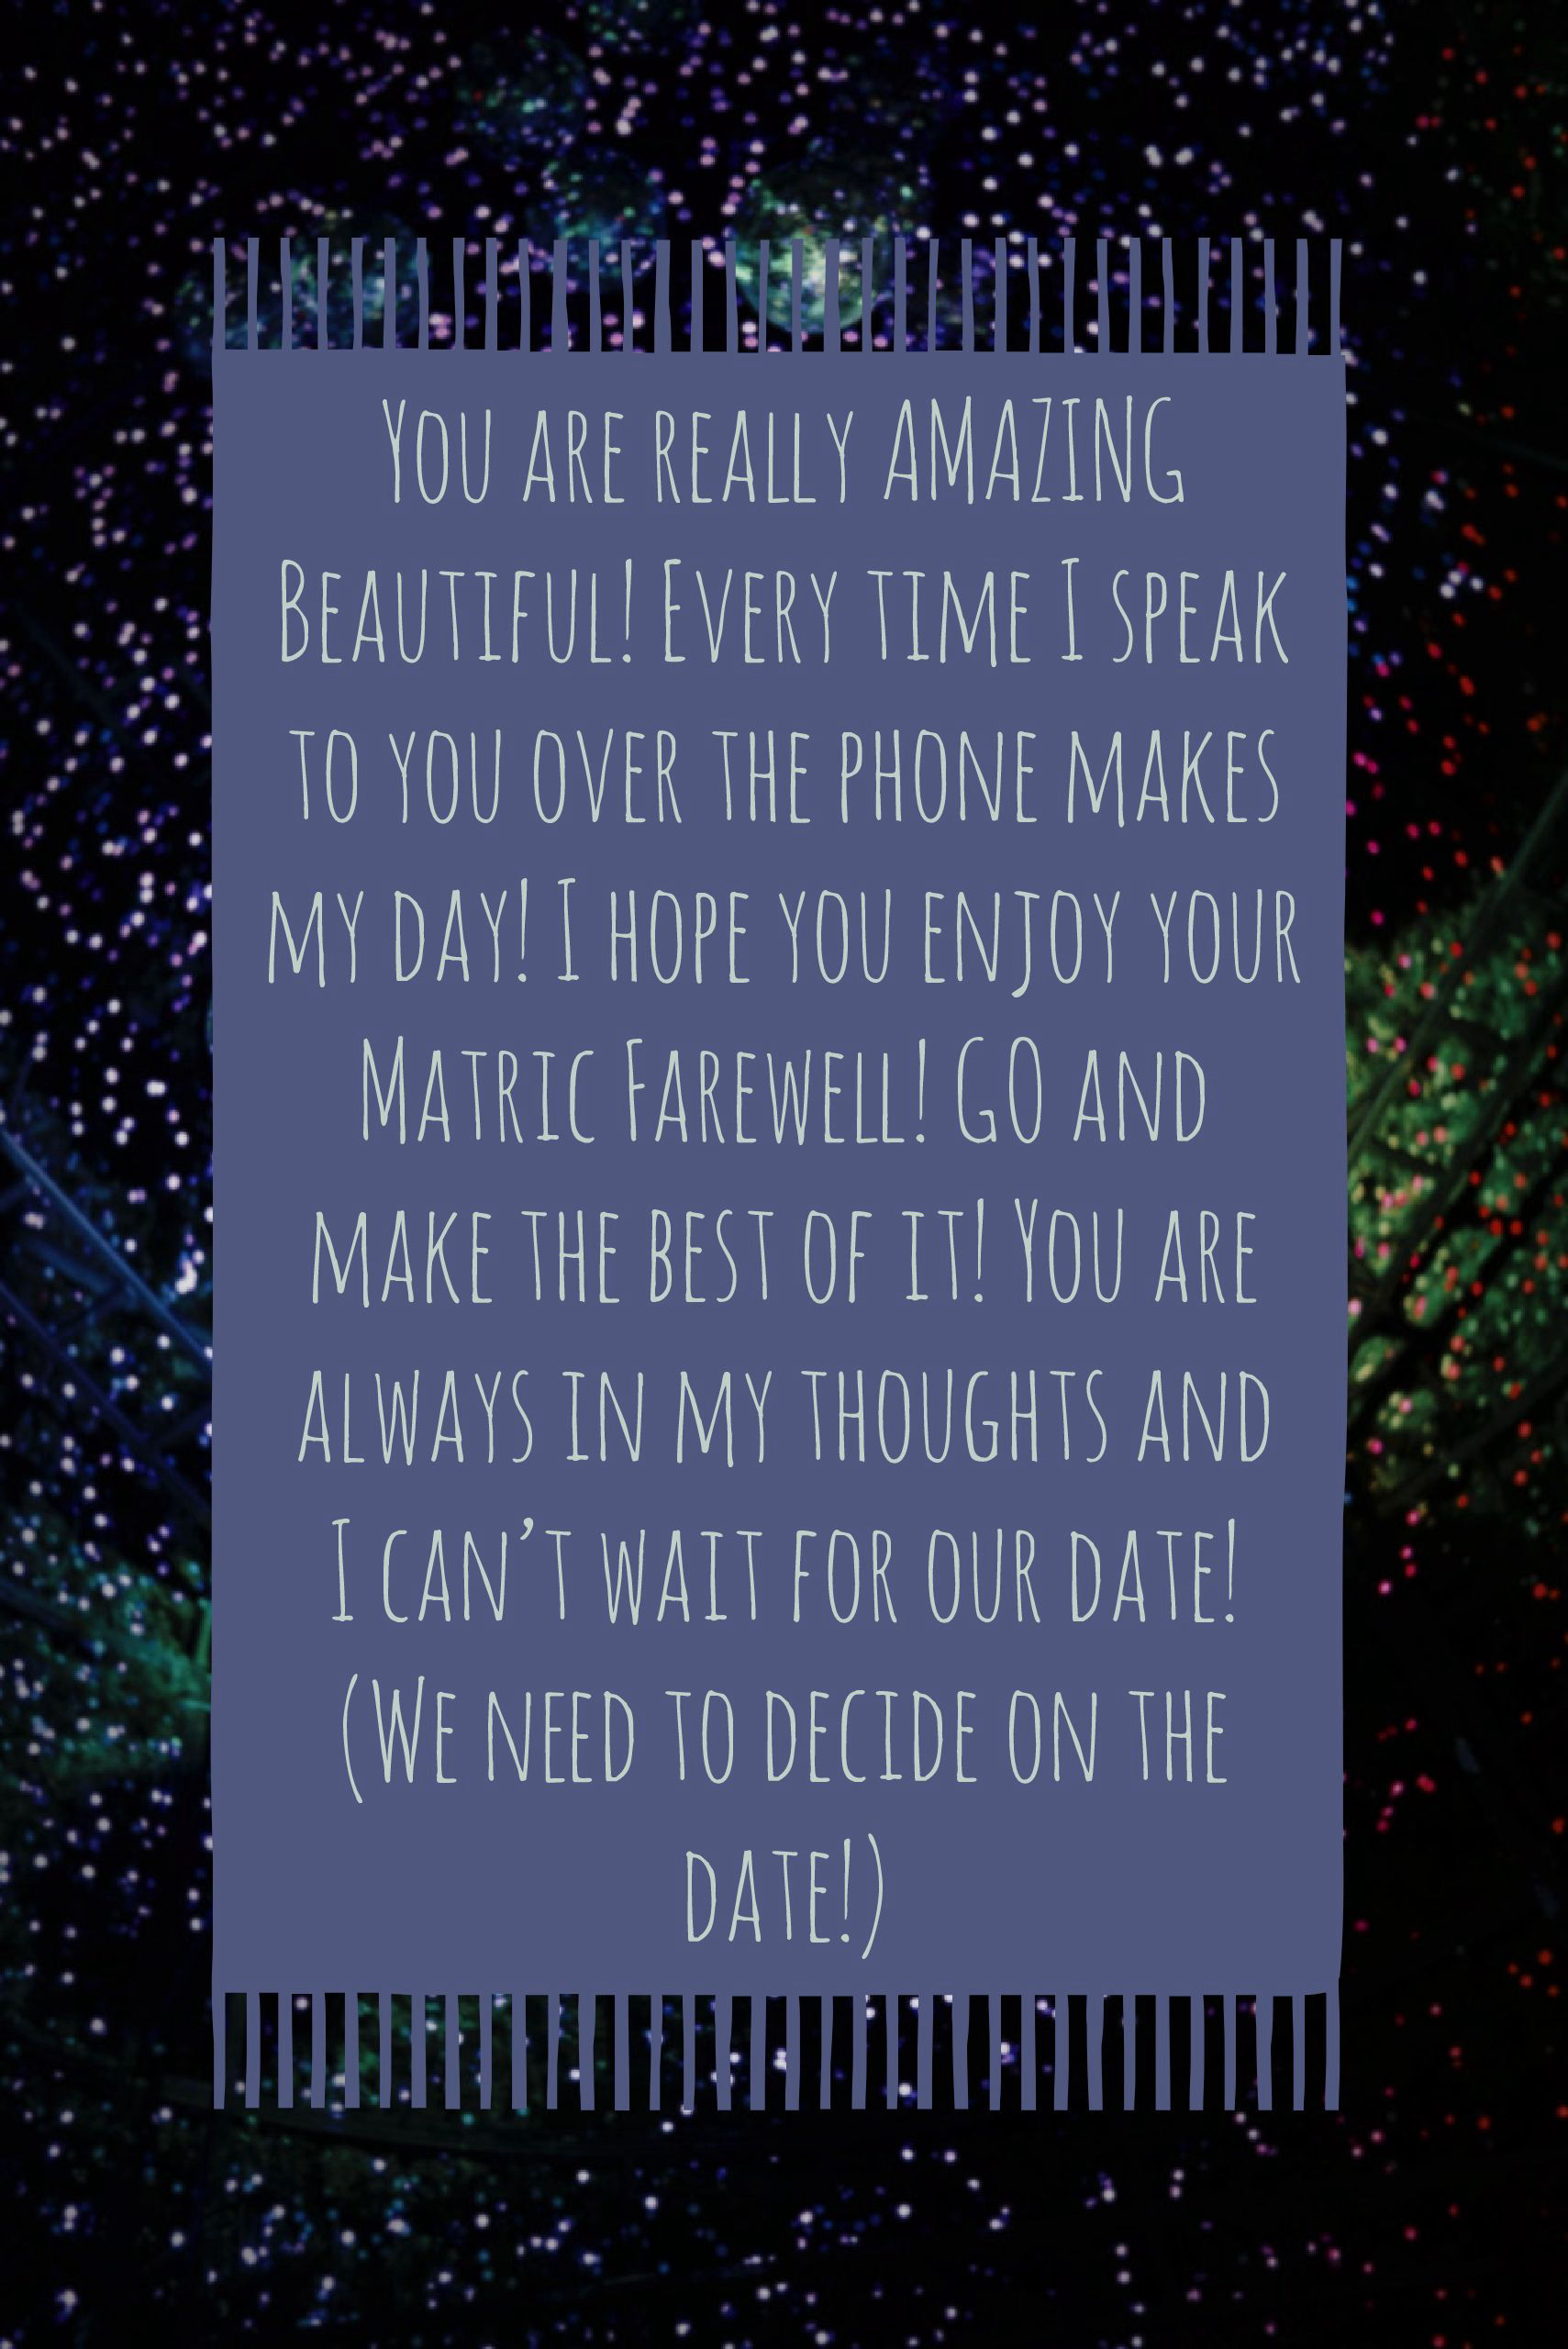 You are really AMAZING
Beautiful! Every time I speak
to you over the phone makes
my day! I hope you enjoy your
Matric Farewell! GO and
make the best of it! You are
always in my thoughts and
I can’t wait for our date!
(We need to decide on the
date!)